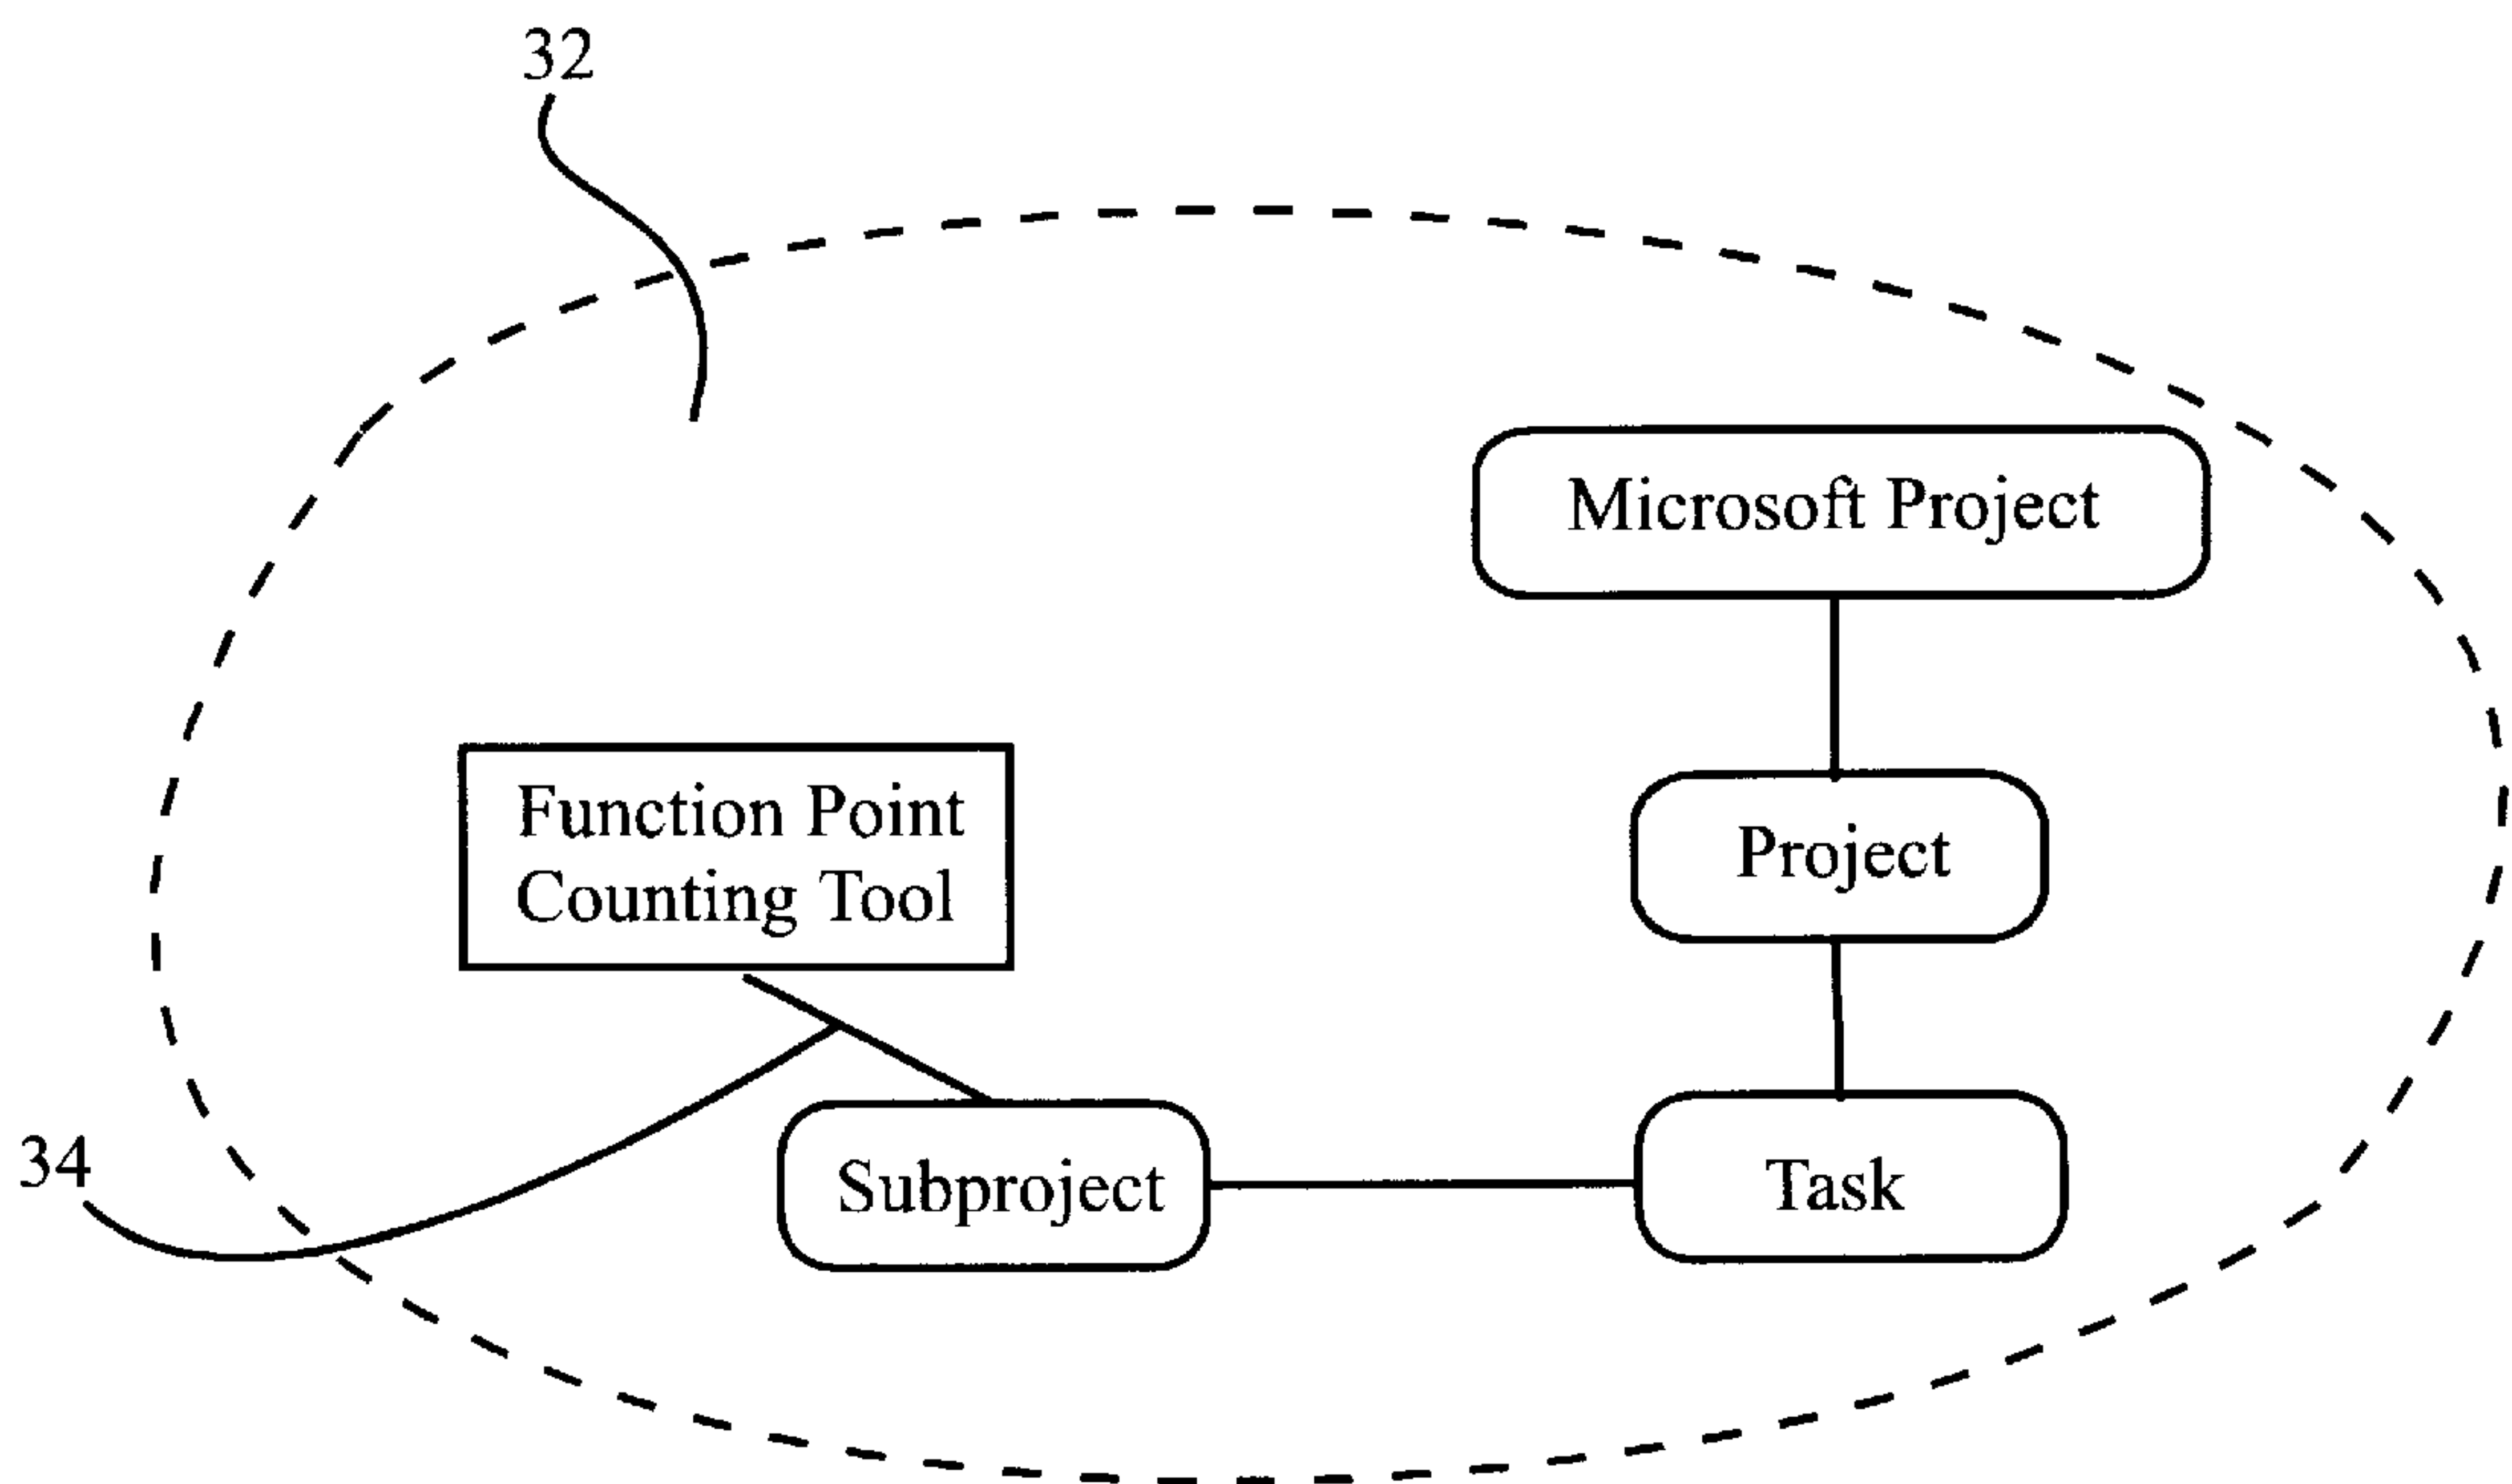 32
Microsoft Project
Function Point
Counting Tool
Project
34
Subproject
Task